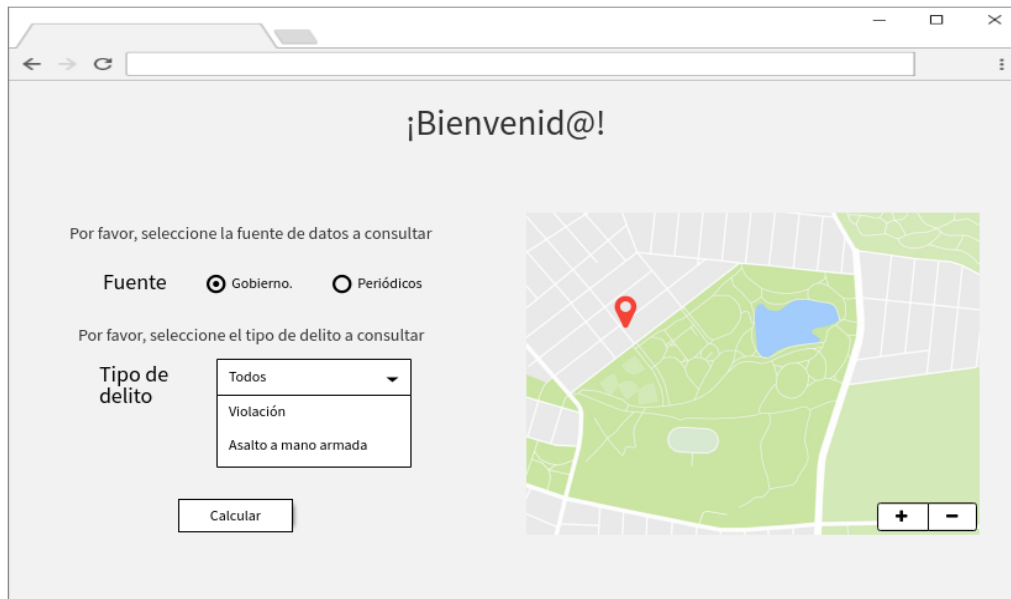 ¡Bienvenid@!
Por favor, seleccione la fuente de datos a consultar
Fuente Gobierno. Periódicos
Por favor, seleccione el tipo de delito a consultar
Tipo de
delito
Todos
Violación
Asalto a mano armada
Calcular
+ −